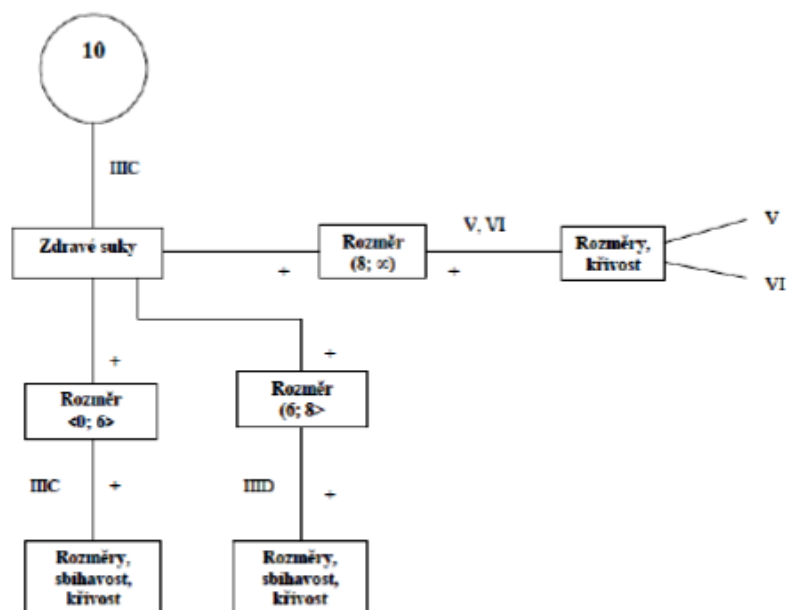 10
IIIC
Zdravé suky
+
Rozměr
(8; ∞)
V, VI
+
Rozměry,
křivost
V
VI
+
Rozměr
<0; 6>
+
Rozměr
(6; 8>
IIIC
+
IIID
+
Rozměry,
sbíhavost,
křivost
Rozměry,
sbíhavost,
křivost